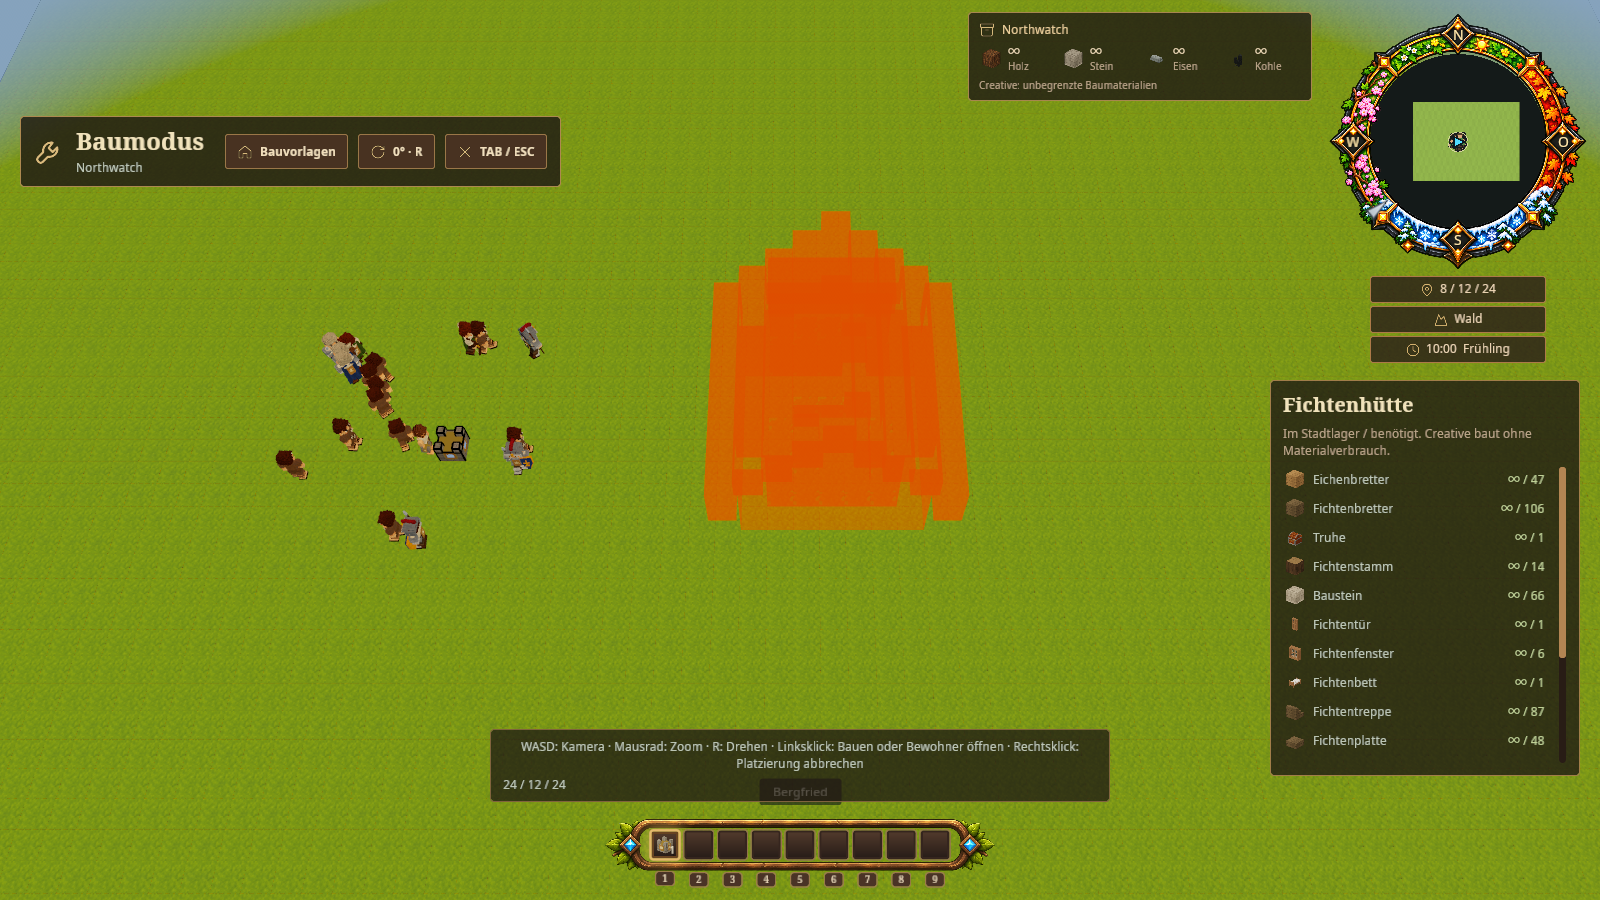 Northwatch
∞ ∞ ∞ ∞
Holz Stein Eisen Kohle
Creative: unbegrenzte Baumaterialien
N
W
O
S
Baumodus
Northwatch
Bauvorlagen
0° · R
TAB / ESC
8 / 12 / 24
Wald
10:00 Frühling
Fichtenhütte
Im Stadtlager / benötigt. Creative baut ohne
Materialverbrauch.
Eichenbretter ∞ / 47
Fichtenbretter ∞ / 106
Truhe ∞ / 1
Fichtenstamm ∞ / 14
Baustein ∞ / 66
Fichtentür ∞ / 1
Fichtenfenster ∞ / 6
Fichtenbett ∞ / 1
Fichtentreppe ∞ / 87
Fichtenplatte ∞ / 48
WASD: Kamera · Mausrad: Zoom · R: Drehen · Linksklick: Bauen oder Bewohner öffnen · Rechtsklick:
Platzierung abbrechen
24 / 12 / 24
Bergfried
1
1 2 3 4 5 6 7 8 9